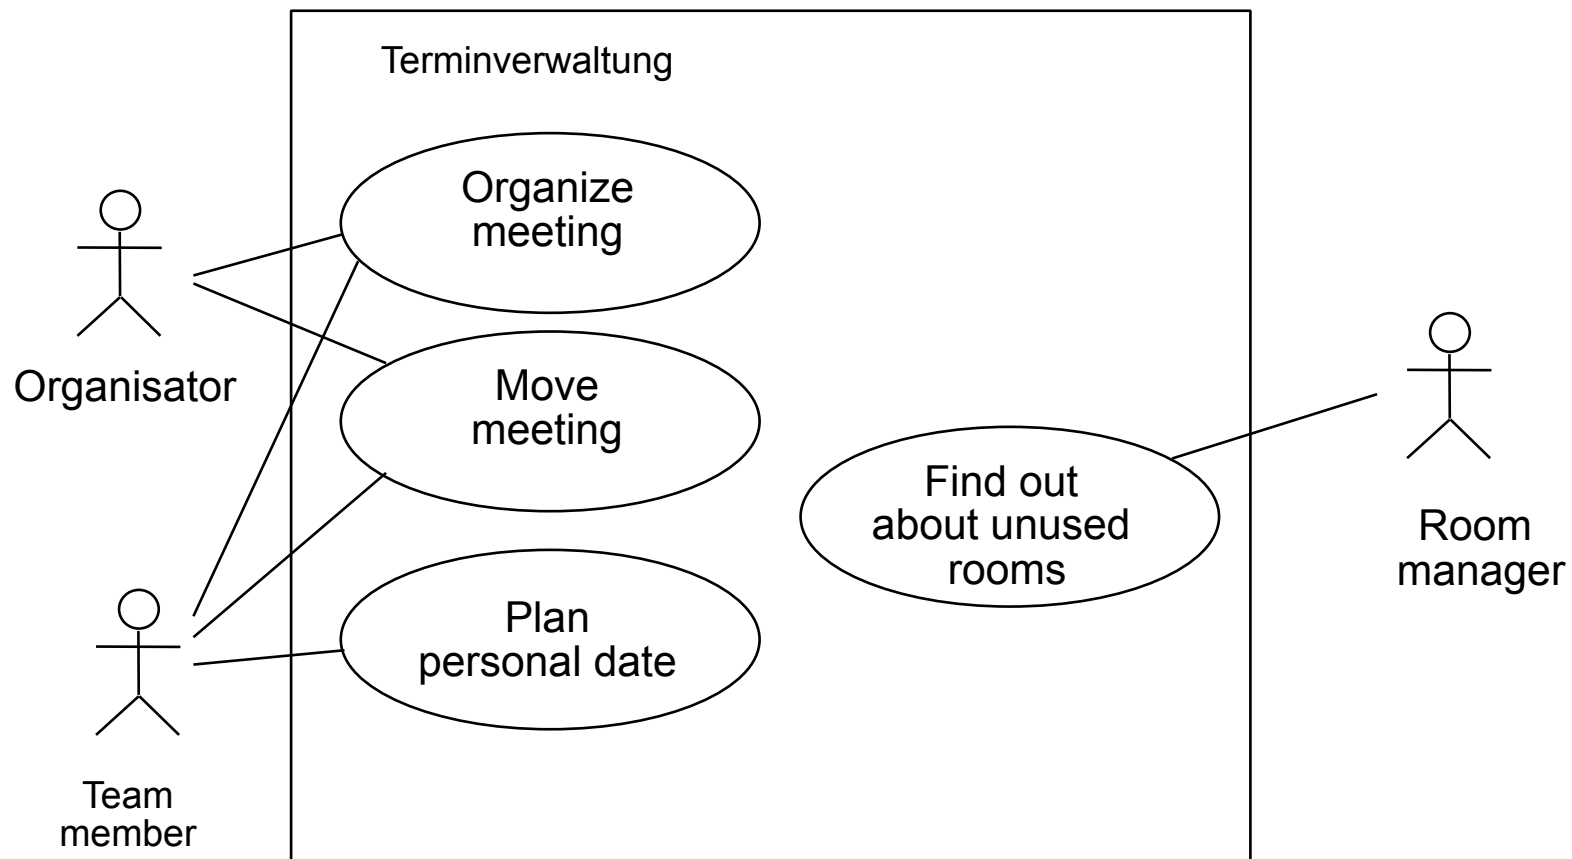 Terminverwaltung
Organize
meeting
Organisator
Move
meeting
Find out
about unused
rooms
Room
manager
Plan
personal date
Team
member